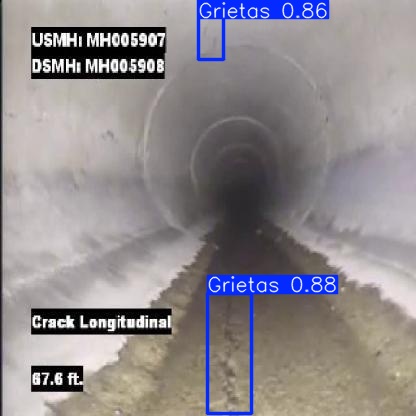 Grietas 0.86
USMH: MH005907
DSMH: MH005908
Grietas 0.88
Crack Longitudinal
67.6 ft.